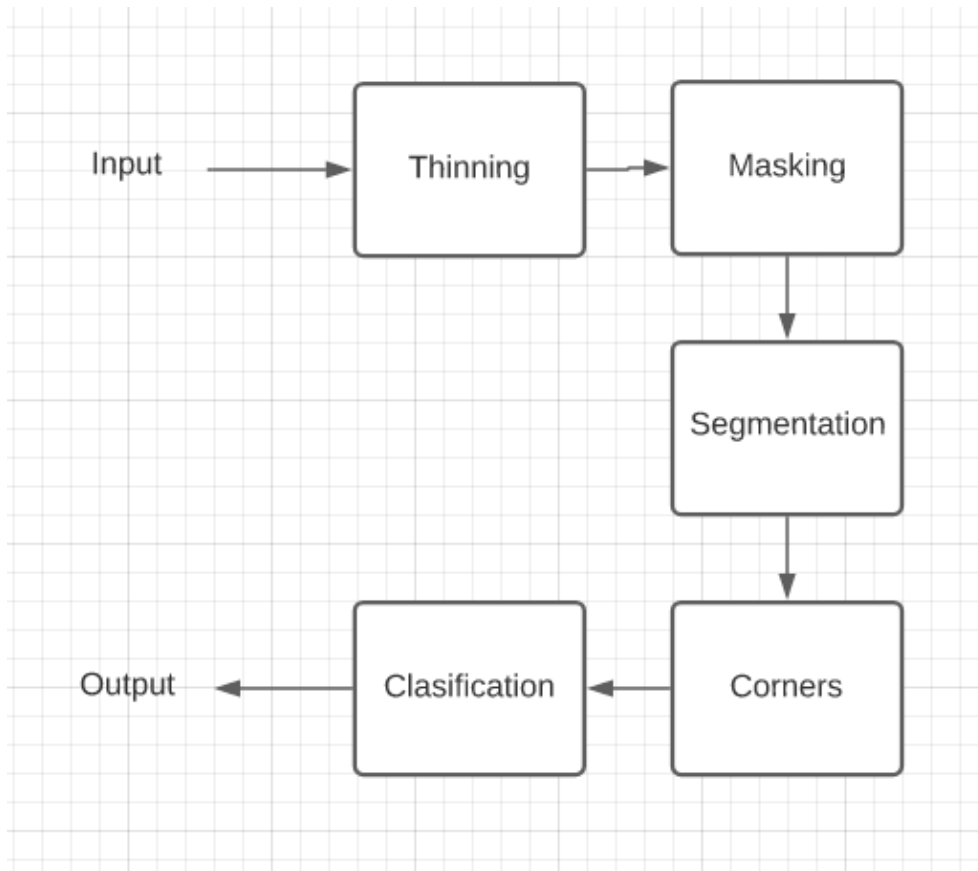 Input
Thinning
Masking
Segmentation
Corners
Clasification
Output